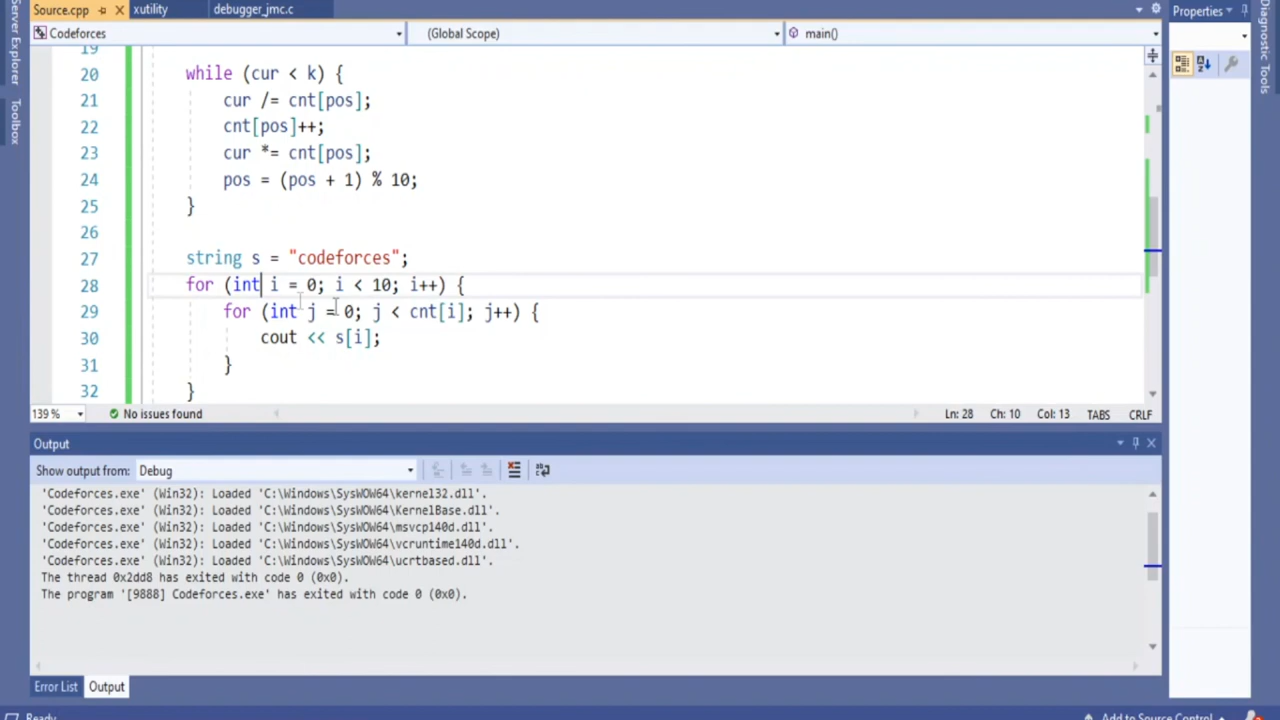 Source.cpp
xutility
debugger_jmc.c
Properties
Server Explorer
Toolbox
Diagnostic Tools
Codeforces
(Global Scope)
main()
19
20 while (cur < k) {
21 cur /= cnt[pos];
22 cnt[pos]++;
23 cur *= cnt[pos];
24 pos = (pos + 1) % 10;
25 }
26
27 string s = "codeforces";
28 for (int i = 0; i < 10; i++) {
29 for (int j = 0; j < cnt[i]; j++) {
30 cout << s[i];
31 }
32 }
139 % No issues found Ln: 28 Ch: 10 Col: 13 TABS CRLF
Output
Show output from: Debug
'Codeforces.exe' (Win32): Loaded 'C:\Windows\SysWOW64\kernel32.dll'.
'Codeforces.exe' (Win32): Loaded 'C:\Windows\SysWOW64\KernelBase.dll'.
'Codeforces.exe' (Win32): Loaded 'C:\Windows\SysWOW64\msvcp140d.dll'.
'Codeforces.exe' (Win32): Loaded 'C:\Windows\SysWOW64\vcruntime140d.dll'.
'Codeforces.exe' (Win32): Loaded 'C:\Windows\SysWOW64\ucrtbased.dll'.
The thread 0x2dd8 has exited with code 0 (0x0).
The program '[9888] Codeforces.exe' has exited with code 0 (0x0).
Error List Output
Ready
Add to Source Control